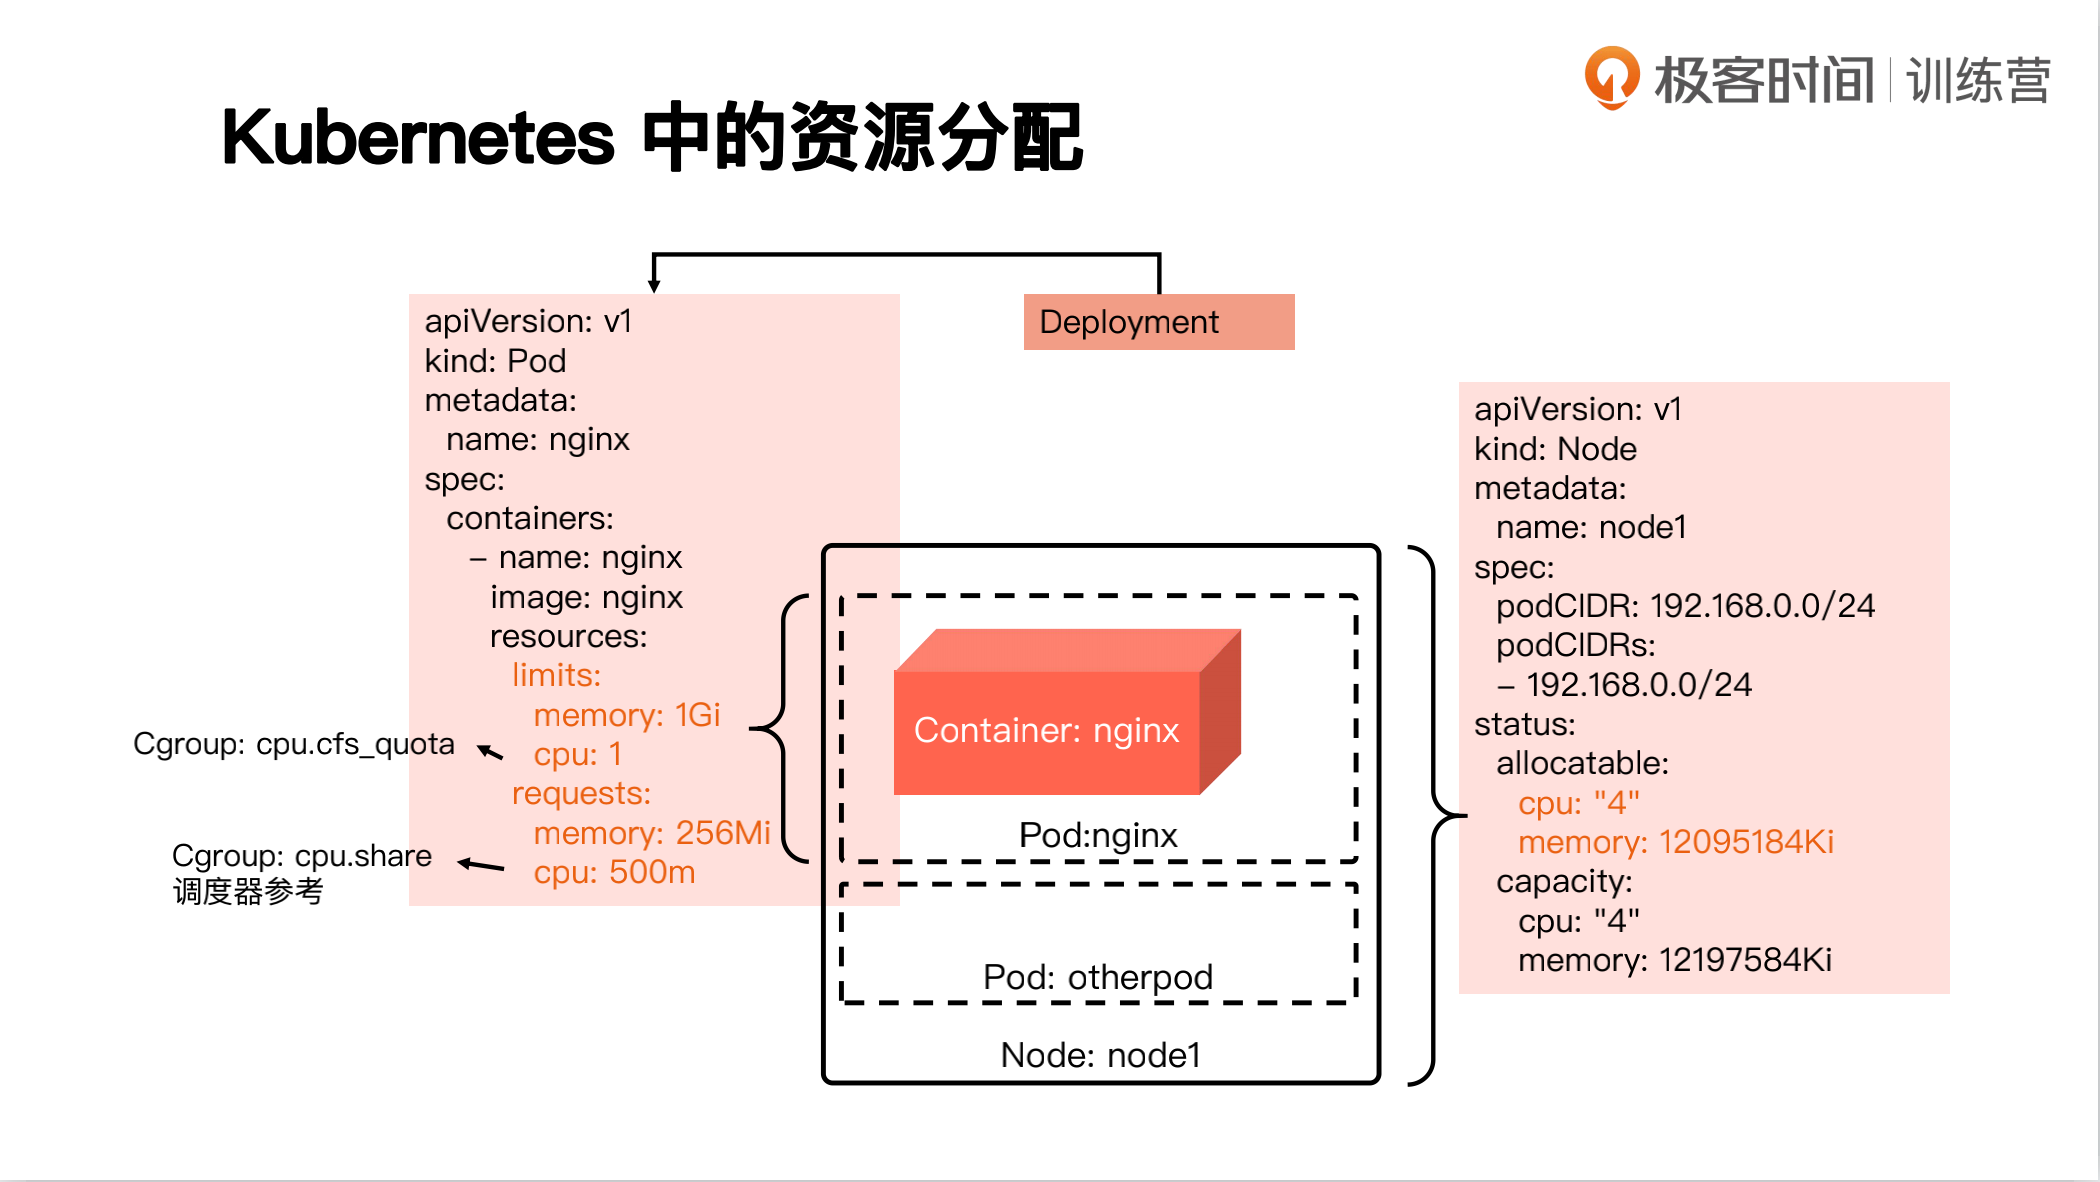 极客时间 | 训练营
Kubernetes 中的资源分配
Deployment
apiVersion: v1
kind: Pod
metadata:
name: nginx
spec:
containers:
– name: nginx
image: nginx
resources:
limits:
memory: 1Gi
cpu: 1
requests:
memory: 256Mi
cpu: 500m
Cgroup: cpu.cfs_quota
Cgroup: cpu.share
调度器参考
Container: nginx
Pod:nginx
Pod: otherpod
Node: node1
apiVersion: v1
kind: Node
metadata:
name: node1
spec:
podCIDR: 192.168.0.0/24
podCIDRs:
– 192.168.0.0/24
status:
allocatable:
cpu: "4"
memory: 12095184Ki
capacity:
cpu: "4"
memory: 12197584Ki